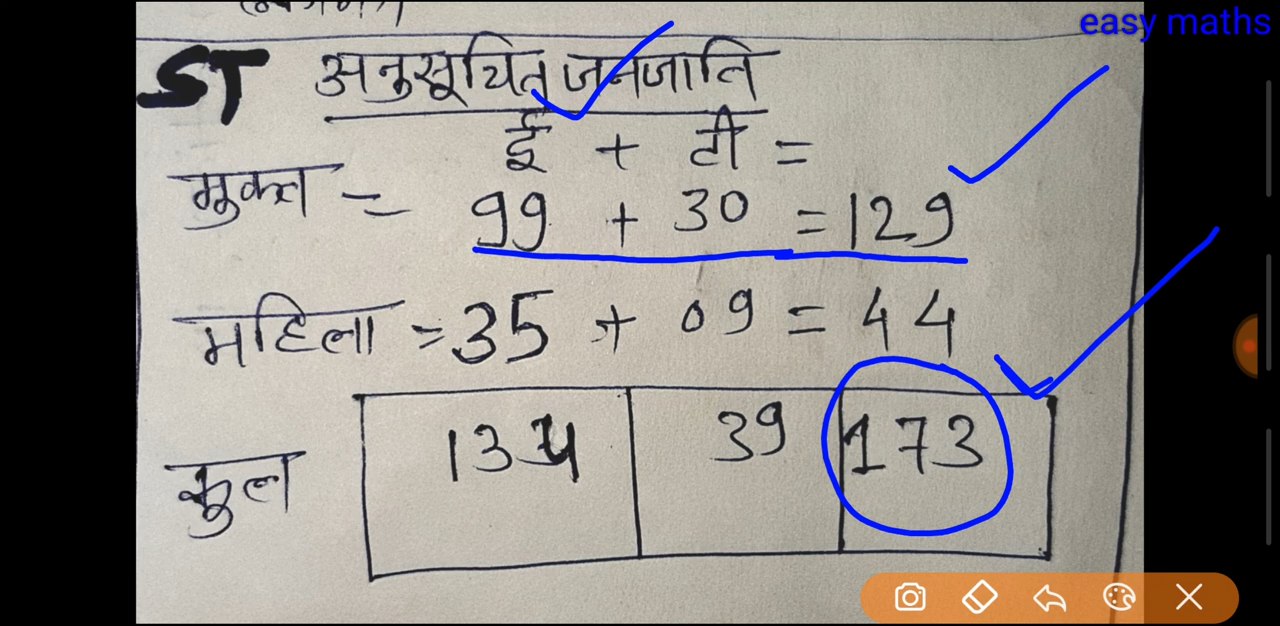 easy maths
ST अनुसूचित जनजाति
ई + टी =
मुक्त = 99 + 30 = 129
महिला = 35 + 09 = 44
कुल 134 39 173